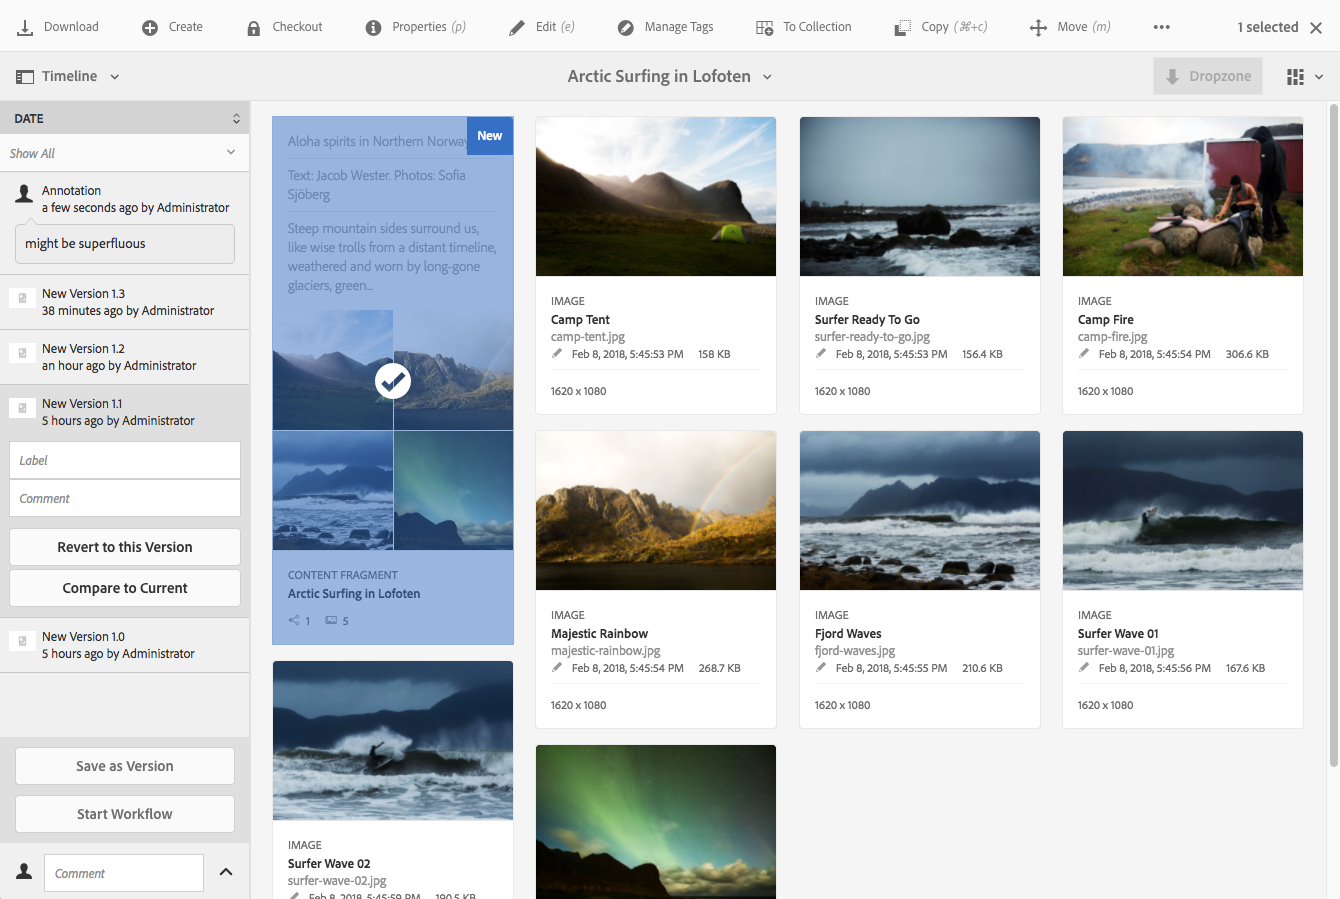 Download
Create
Checkout
Properties (p)
Edit (e)
Manage Tags
To Collection
Copy (⌘+c)
Move (m)
1 selected
Timeline
Arctic Surfing in Lofoten
Dropzone
DATE
Show All
Annotation
a few seconds ago by Administrator
might be superfluous
New Version 1.3
38 minutes ago by Administrator
New Version 1.2
an hour ago by Administrator
New Version 1.1
5 hours ago by Administrator
Label
Comment
Revert to this Version
Compare to Current
New Version 1.0
5 hours ago by Administrator
Save as Version
Start Workflow
Comment
New
Aloha spirits in Northern Norway
Text: Jacob Wester. Photos: Sofia
Sjöberg
Steep mountain sides surround us,
like wise trolls from a distant timeline,
weathered and worn by long-gone
glaciers, green...
CONTENT FRAGMENT
Arctic Surfing in Lofoten
1 5
IMAGE
Camp Tent
camp-tent.jpg
Feb 8, 2018, 5:45:53 PM 158 KB
1620 x 1080
IMAGE
Surfer Ready To Go
surfer-ready-to-go.jpg
Feb 8, 2018, 5:45:53 PM 156.4 KB
1620 x 1080
IMAGE
Camp Fire
camp-fire.jpg
Feb 8, 2018, 5:45:54 PM 306.6 KB
1620 x 1080
IMAGE
Majestic Rainbow
majestic-rainbow.jpg
Feb 8, 2018, 5:45:54 PM 268.7 KB
1620 x 1080
IMAGE
Fjord Waves
fjord-waves.jpg
Feb 8, 2018, 5:45:55 PM 210.6 KB
1620 x 1080
IMAGE
Surfer Wave 01
surfer-wave-01.jpg
Feb 8, 2018, 5:45:56 PM 167.6 KB
1620 x 1080
IMAGE
Surfer Wave 02
surfer-wave-02.jpg
Feb 8, 2018, 5:45:59 PM 190.5 KB